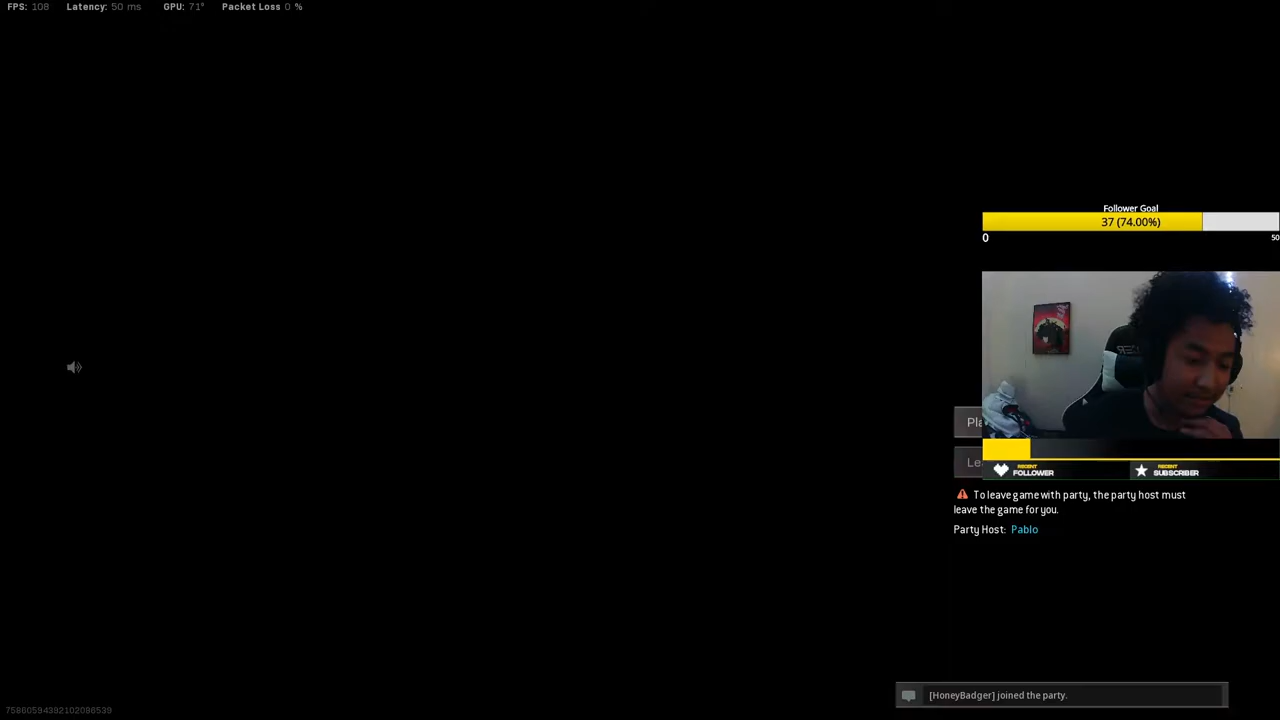 FPS: 108 Latency: 50 ms GPU: 71° Packet Loss 0 %
Follower Goal
37 (74.00%)
0 50
RECENT FOLLOWER RECENT SUBSCRIBER
To leave game with party, the party host must
leave the game for you.
Party Host: Pablo
[HoneyBadger] joined the party.